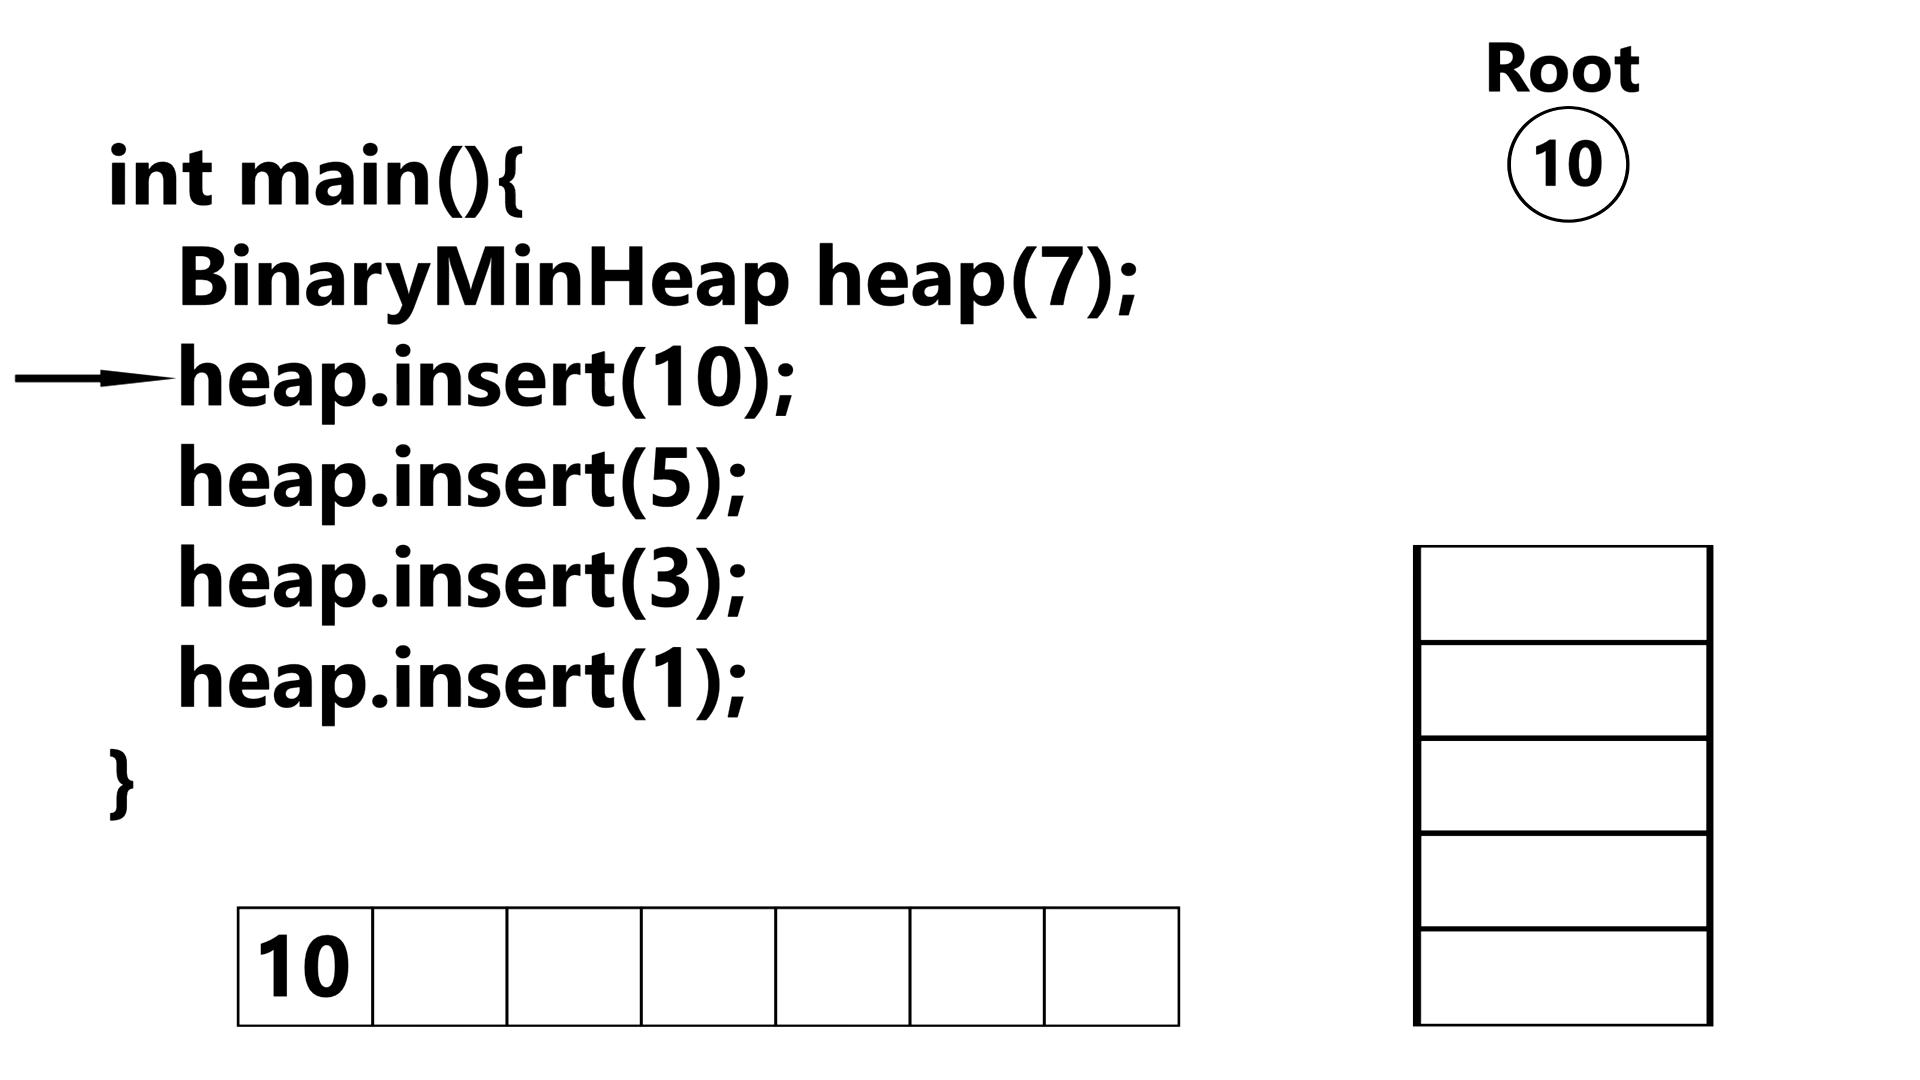 Root
10
int main(){
BinaryMinHeap heap(7);
heap.insert(10);
heap.insert(5);
heap.insert(3);
heap.insert(1);
}
10